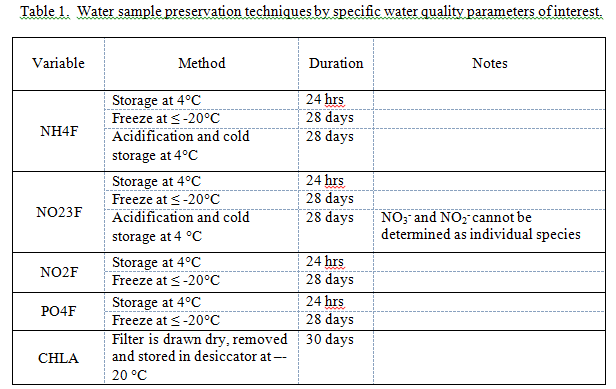 Table 1. Water sample preservation techniques by specific water quality parameters of interest.
Variable Method Duration Notes
NH4F
Storage at 4°C 24 hrs
Freeze at ≤ -20°C 28 days
Acidification and cold 28 days
storage at 4°C
NO23F
Storage at 4°C 24 hrs
Freeze at ≤ -20°C 28 days
Acidification and cold 28 days NO₃⁻ and NO₂⁻ cannot be
storage at 4 °C determined as individual species
NO2F
Storage at 4°C 24 hrs
Freeze at ≤ -20°C 28 days
PO4F
Storage at 4°C 24 hrs
Freeze at ≤ -20°C 28 days
CHLA
Filter is drawn dry, removed 30 days
and stored in desiccator at –-
20 °C